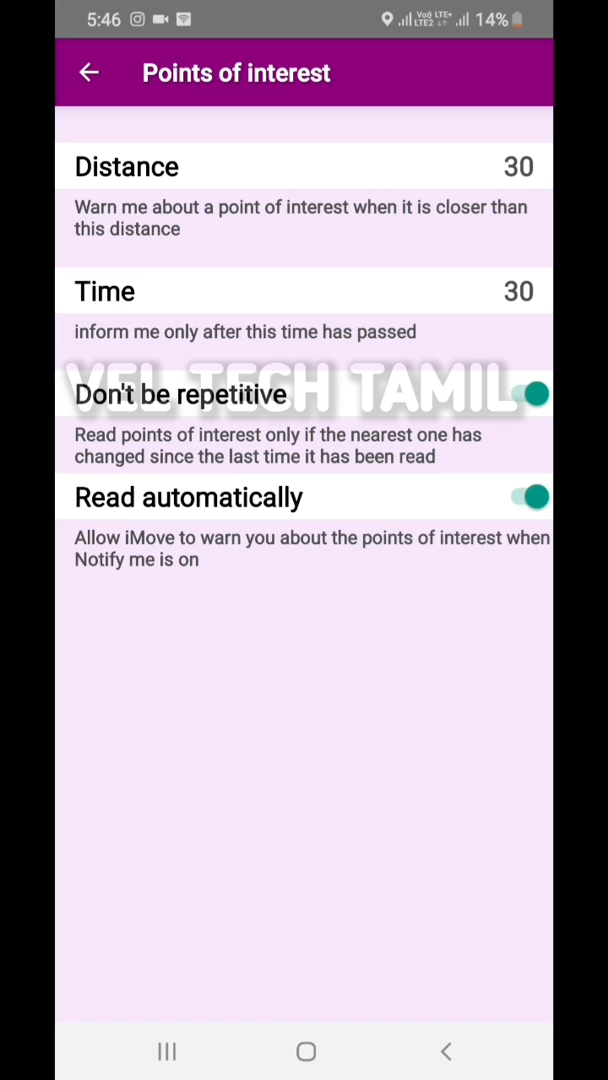 5:46 Vo) LTE+ LTE2 14%
Points of interest
Distance 30
Warn me about a point of interest when it is closer than
this distance
Time 30
inform me only after this time has passed
VEL TECH TAMIL
Don't be repetitive
Read points of interest only if the nearest one has
changed since the last time it has been read
Read automatically
Allow iMove to warn you about the points of interest when
Notify me is on